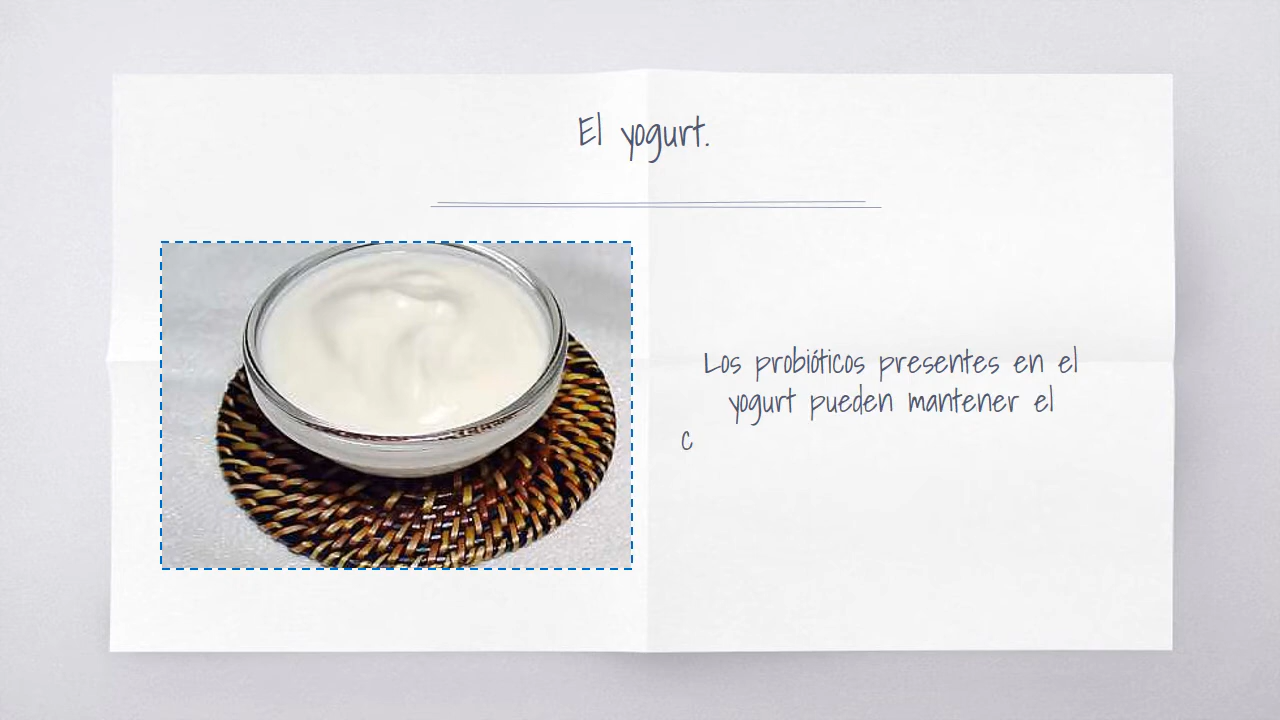 El yogurt.
Los probióticos presentes en el
yogurt pueden mantener el
c